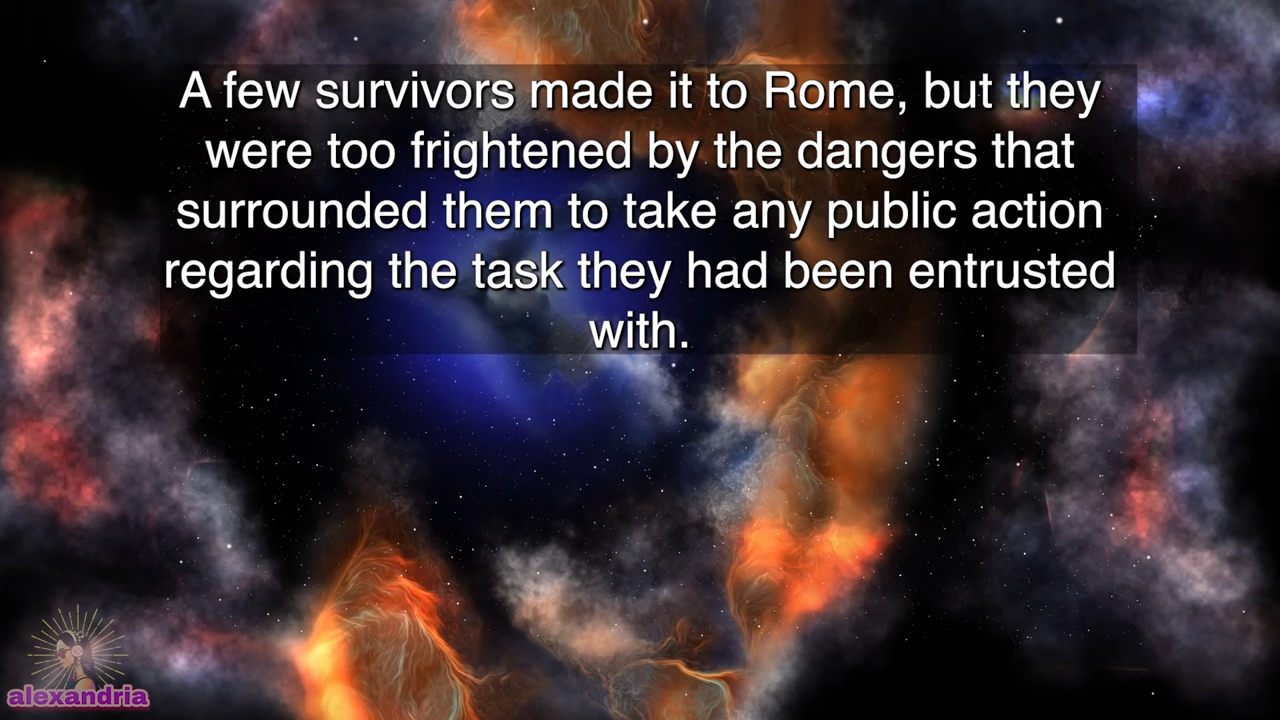 A few survivors made it to Rome, but they
were too frightened by the dangers that
surrounded them to take any public action
regarding the task they had been entrusted
with.
alexandria